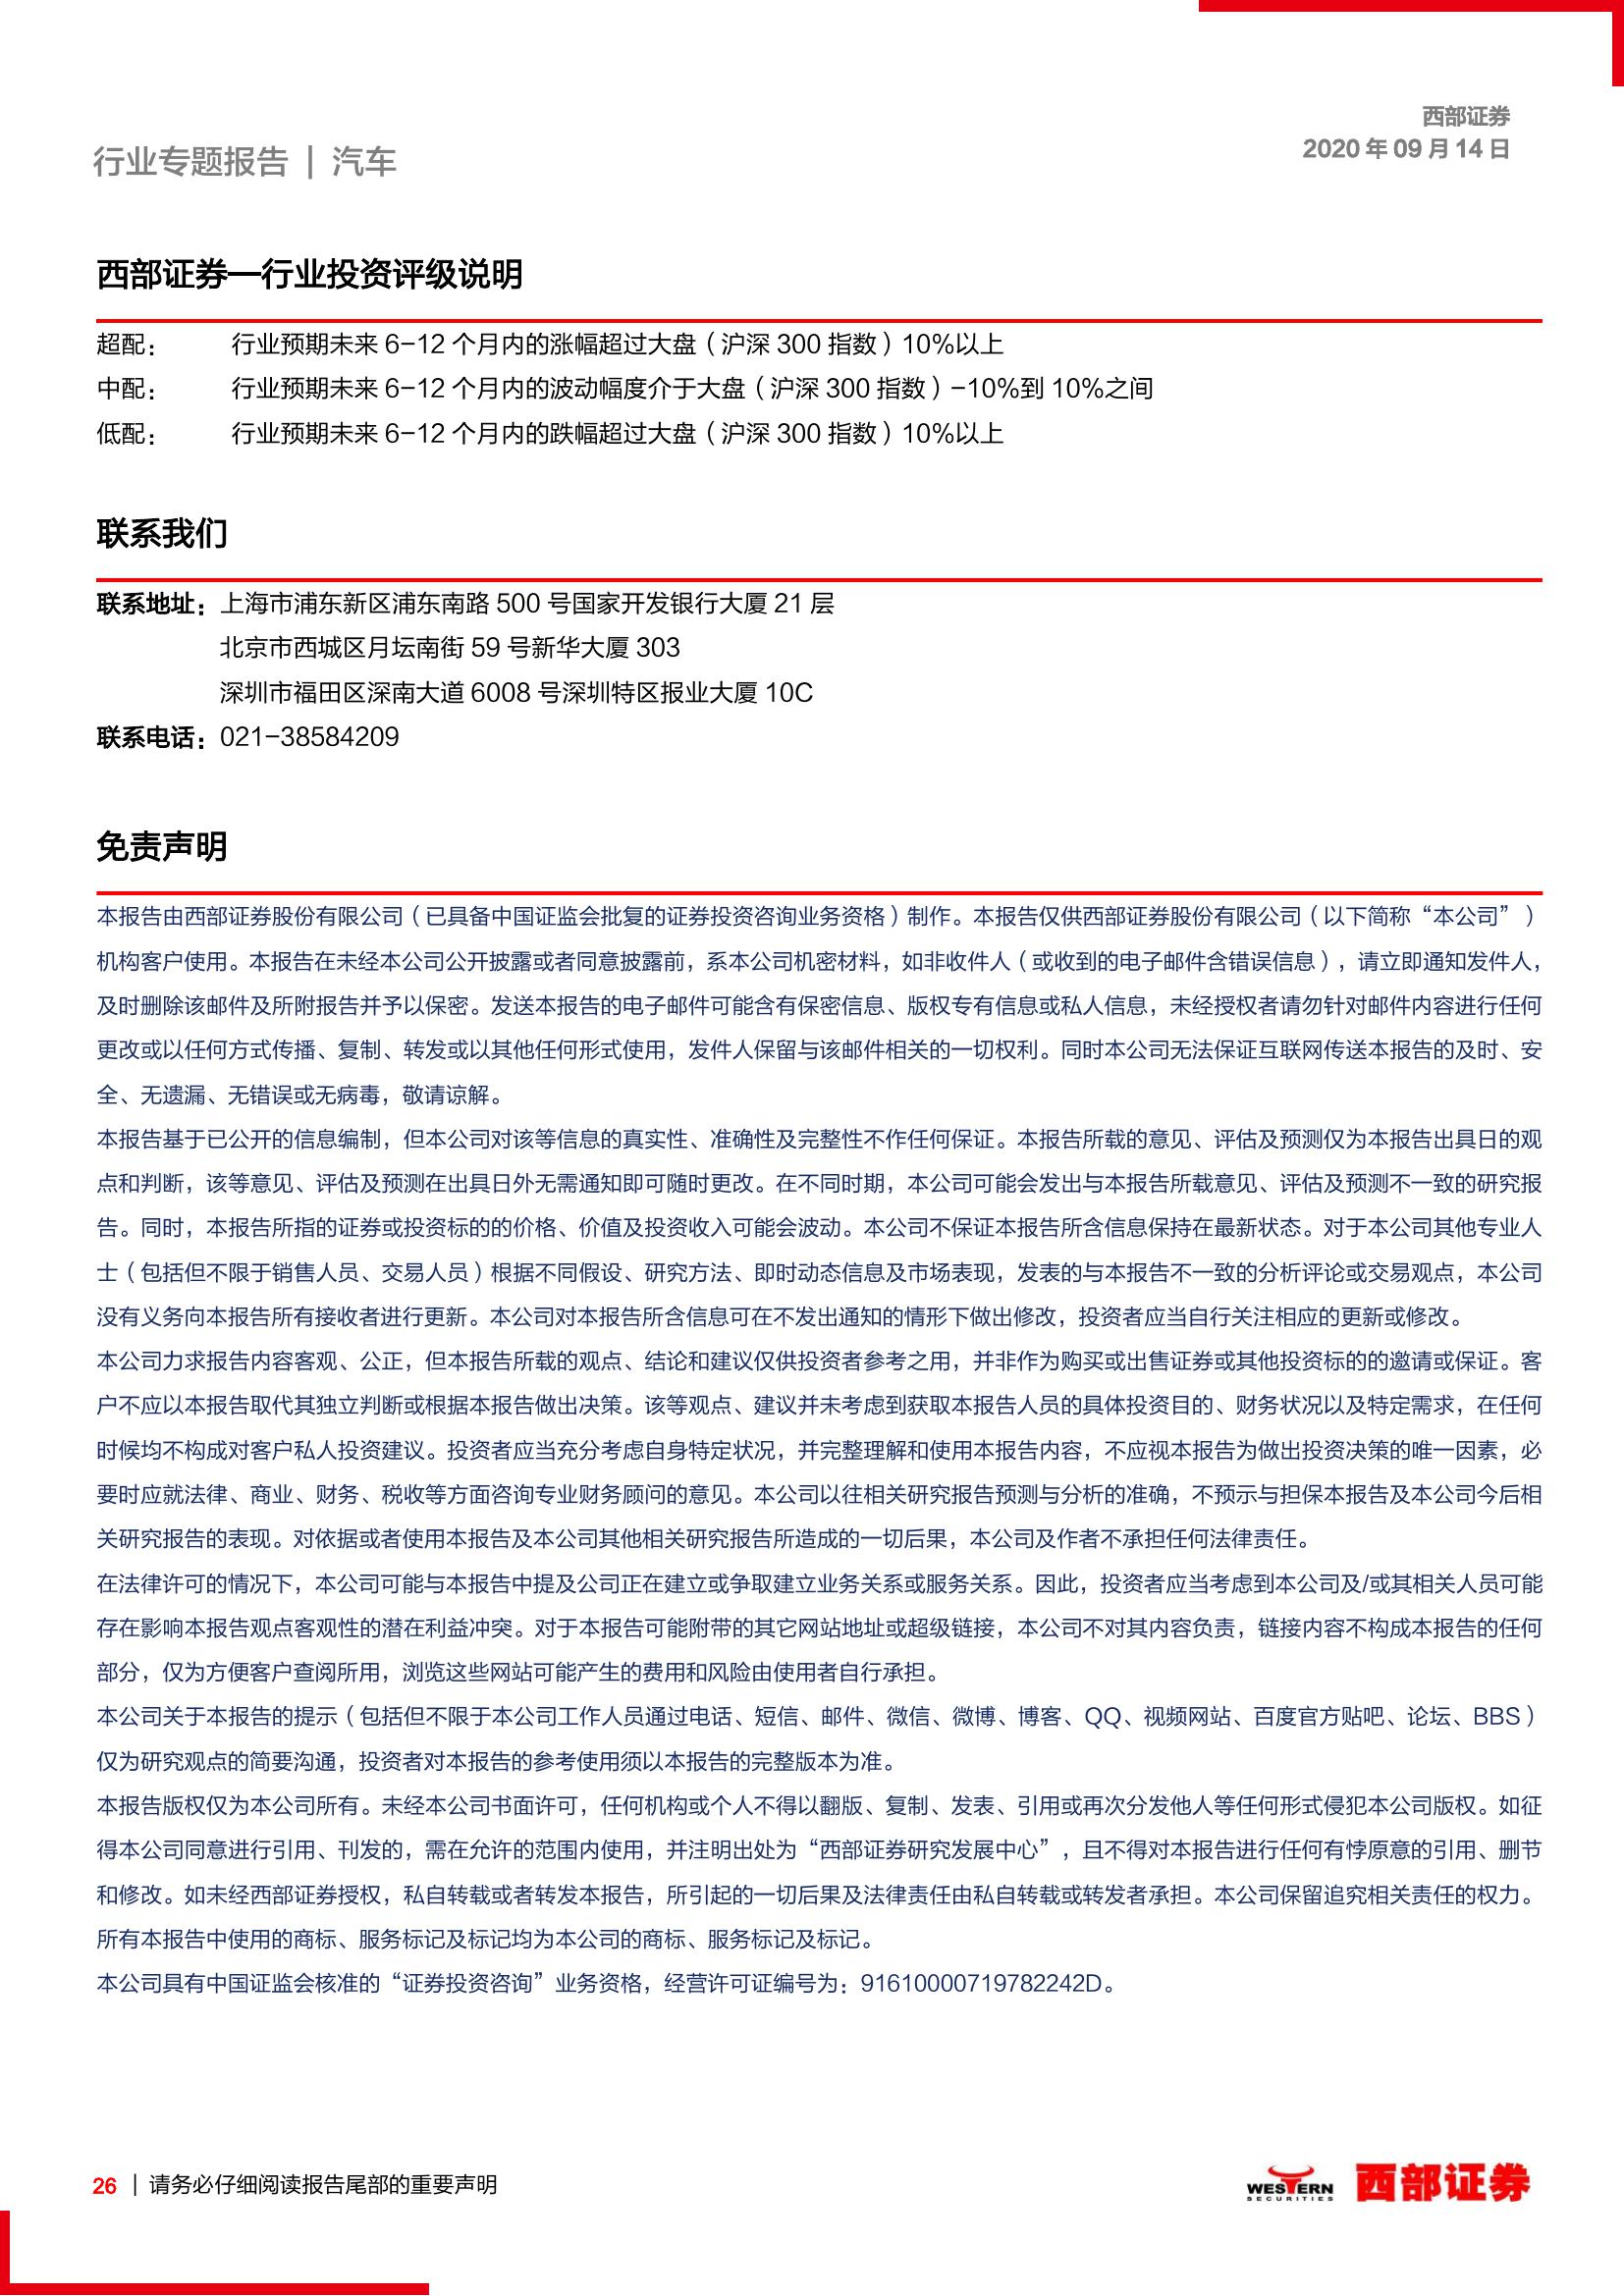 西部证券
2020 年 09 月 14 日
行业专题报告 | 汽车
西部证券—行业投资评级说明
超配： 行业预期未来 6-12 个月内的涨幅超过大盘（沪深 300 指数）10%以上
中配： 行业预期未来 6-12 个月内的波动幅度介于大盘（沪深 300 指数）-10%到 10%之间
低配： 行业预期未来 6-12 个月内的跌幅超过大盘（沪深 300 指数）10%以上
联系我们
联系地址：上海市浦东新区浦东南路 500 号国家开发银行大厦 21 层
北京市西城区月坛南街 59 号新华大厦 303
深圳市福田区深南大道 6008 号深圳特区报业大厦 10C
联系电话：021-38584209
免责声明
本报告由西部证券股份有限公司（已具备中国证监会批复的证券投资咨询业务资格）制作。本报告仅供西部证券股份有限公司（以下简称“本公司”）
机构客户使用。本报告在未经本公司公开披露或者同意披露前，系本公司机密材料，如非收件人（或收到的电子邮件含错误信息），请立即通知发件人，
及时删除该邮件及所附报告并予以保密。发送本报告的电子邮件可能含有保密信息、版权专有信息或私人信息，未经授权者请勿针对邮件内容进行任何
更改或以任何方式传播、复制、转发或以其他任何形式使用，发件人保留与该邮件相关的一切权利。同时本公司无法保证互联网传送本报告的及时、安
全、无遗漏、无错误或无病毒，敬请谅解。
本报告基于已公开的信息编制，但本公司对该等信息的真实性、准确性及完整性不作任何保证。本报告所载的意见、评估及预测仅为本报告出具日的观
点和判断，该等意见、评估及预测在出具日外无需通知即可随时更改。在不同时期，本公司可能会发出与本报告所载意见、评估及预测不一致的研究报
告。同时，本报告所指的证券或投资标的的价格、价值及投资收入可能会波动。本公司不保证本报告所含信息保持在最新状态。对于本公司其他专业人
士（包括但不限于销售人员、交易人员）根据不同假设、研究方法、即时动态信息及市场表现，发表的与本报告不一致的分析评论或交易观点，本公司
没有义务向本报告所有接收者进行更新。本公司对本报告所含信息可在不发出通知的情形下做出修改，投资者应当自行关注相应的更新或修改。
本公司力求报告内容客观、公正，但本报告所载的观点、结论和建议仅供投资者参考之用，并非作为购买或出售证券或其他投资标的的邀请或保证。客
户不应以本报告取代其独立判断或根据本报告做出决策。该等观点、建议并未考虑到获取本报告人员的具体投资目的、财务状况以及特定需求，在任何
时候均不构成对客户私人投资建议。投资者应当充分考虑自身特定状况，并完整理解和使用本报告内容，不应视本报告为做出投资决策的唯一因素，必
要时应就法律、商业、财务、税收等方面咨询专业财务顾问的意见。本公司以往相关研究报告预测与分析的准确，不预示与担保本报告及本公司今后相
关研究报告的表现。对依据或者使用本报告及本公司其他相关研究报告所造成的一切后果，本公司及作者不承担任何法律责任。
在法律许可的情况下，本公司可能与本报告中提及公司正在建立或争取建立业务关系或服务关系。因此，投资者应当考虑到本公司及/或其相关人员可能
存在影响本报告观点客观性的潜在利益冲突。对于本报告可能附带的其它网站地址或超级链接，本公司不对其内容负责，链接内容不构成本报告的任何
部分，仅为方便客户查阅所用，浏览这些网站可能产生的费用和风险由使用者自行承担。
本公司关于本报告的提示（包括但不限于本公司工作人员通过电话、短信、邮件、微信、微博、博客、QQ、视频网站、百度官方贴吧、论坛、BBS）
仅为研究观点的简要沟通，投资者对本报告的参考使用须以本报告的完整版本为准。
本报告版权仅为本公司所有。未经本公司书面许可，任何机构或个人不得以翻版、复制、发表、引用或再次分发他人等任何形式侵犯本公司版权。如征
得本公司同意进行引用、刊发的，需在允许的范围内使用，并注明出处为“西部证券研究发展中心”，且不得对本报告进行任何有悖原意的引用、删节
和修改。如未经西部证券授权，私自转载或者转发本报告，所引起的一切后果及法律责任由私自转载或转发者承担。本公司保留追究相关责任的权力。
所有本报告中使用的商标、服务标记及标记均为本公司的商标、服务标记及标记。
本公司具有中国证监会核准的“证券投资咨询”业务资格，经营许可证编号为：91610000719782242D。
26 | 请务必仔细阅读报告尾部的重要声明
WESTERN
SECURITIES
西部证券